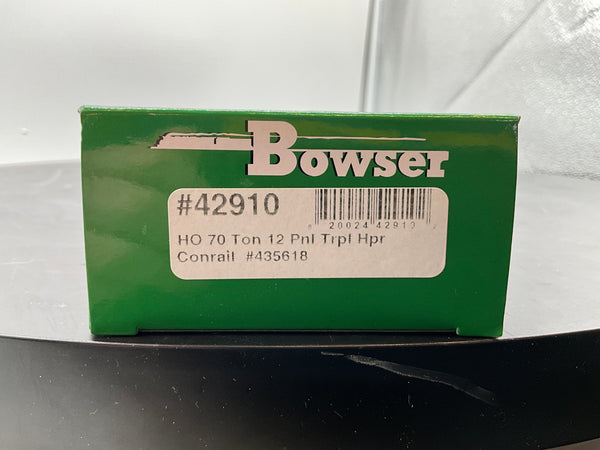 Bowser
#42910
20024 42910
HO 70 Ton 12 Pnl Trpl Hpr
Conrail #435618